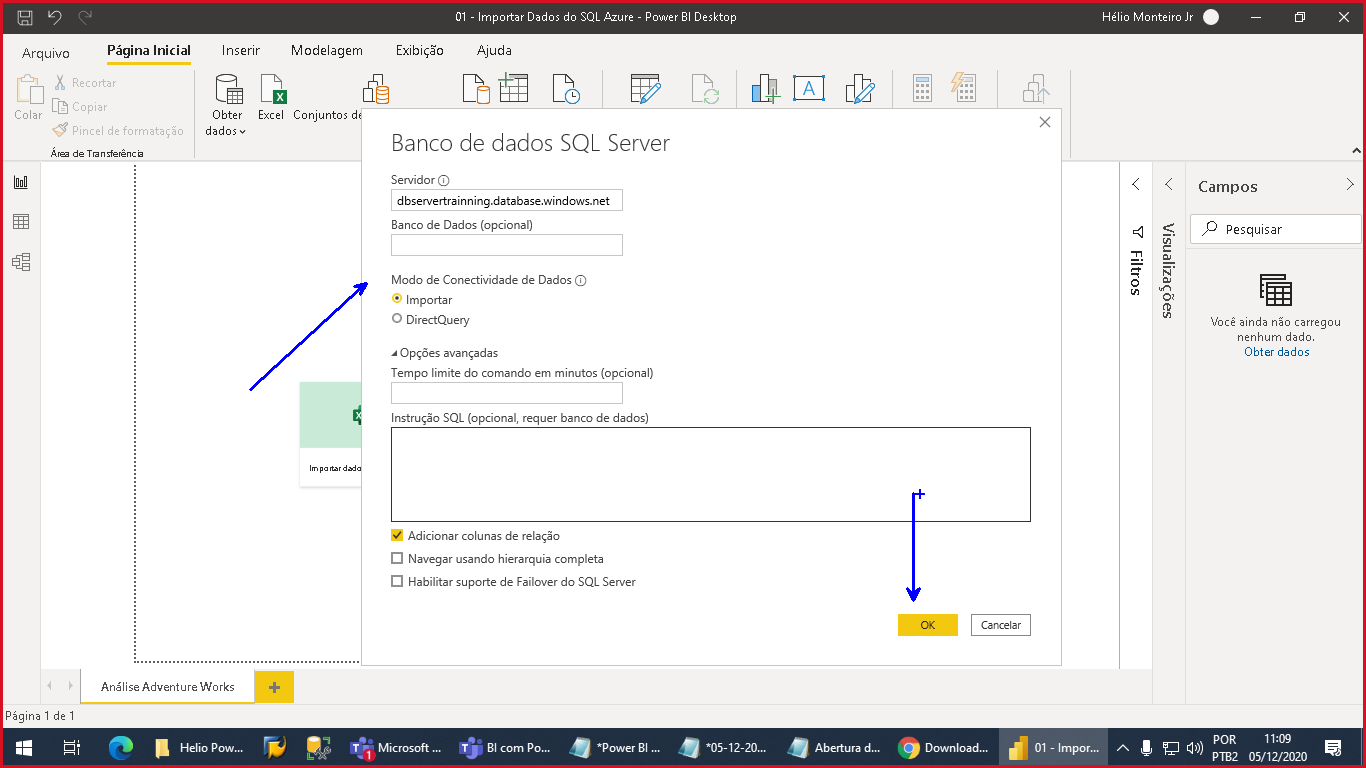 01 - Importar Dados do SQL Azure - Power BI Desktop
Hélio Monteiro Jr
Arquivo
Página Inicial
Inserir
Modelagem
Exibição
Ajuda
Colar
Recortar
Copiar
Pincel de formatação
Área de Transferência
Obter
dados
Excel
Conjuntos de
Banco de dados SQL Server
Servidor
dbservertrainning.database.windows.net
Banco de Dados (opcional)
Modo de Conectividade de Dados
Importar
DirectQuery
Opções avançadas
Tempo limite do comando em minutos (opcional)
Instrução SQL (opcional, requer banco de dados)
Adicionar colunas de relação
Navegar usando hierarquia completa
Habilitar suporte de Failover do SQL Server
OK
Cancelar
Importar dado
Filtros
Visualizações
Campos
Pesquisar
Você ainda não carregou
nenhum dado.
Obter dados
Análise Adventure Works
Página 1 de 1
Helio Pow...
Microsoft ...
1
BI com Po...
*Power BI ...
*05-12-20...
Abertura d...
Download...
01 - Impor...
POR
PTB2
11:09
05/12/2020